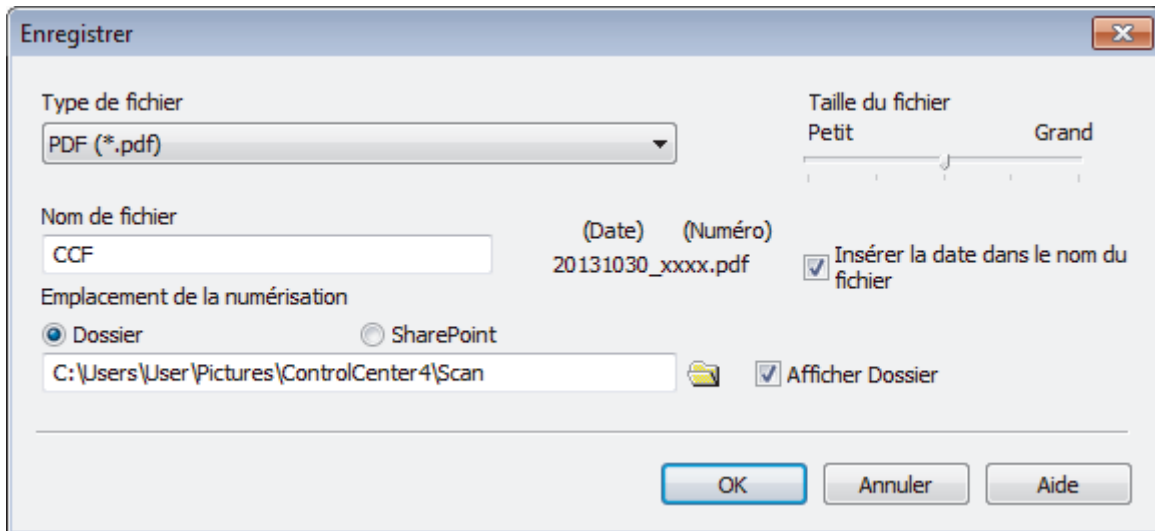 Enregistrer
Type de fichier
PDF (*.pdf)
Taille du fichier
Petit Grand
Nom de fichier
CCF
(Date) (Numéro)
20131030_xxxx.pdf
Insérer la date dans le nom du
fichier
Emplacement de la numérisation
Dossier SharePoint
C:\Users\User\Pictures\ControlCenter4\Scan
Afficher Dossier
OK Annuler Aide